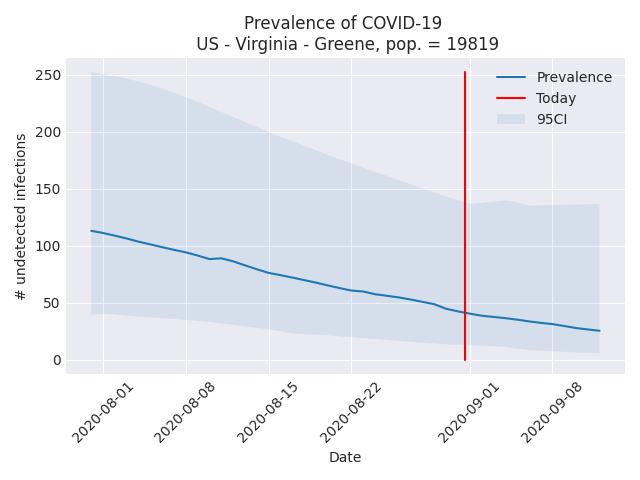 Prevalence of COVID-19
US - Virginia - Greene, pop. = 19819
Prevalence
Today
95CI
# undetected infections
250
200
150
100
50
0
2020-08-01
2020-08-08
2020-08-15
2020-08-22
2020-09-01
2020-09-08
Date